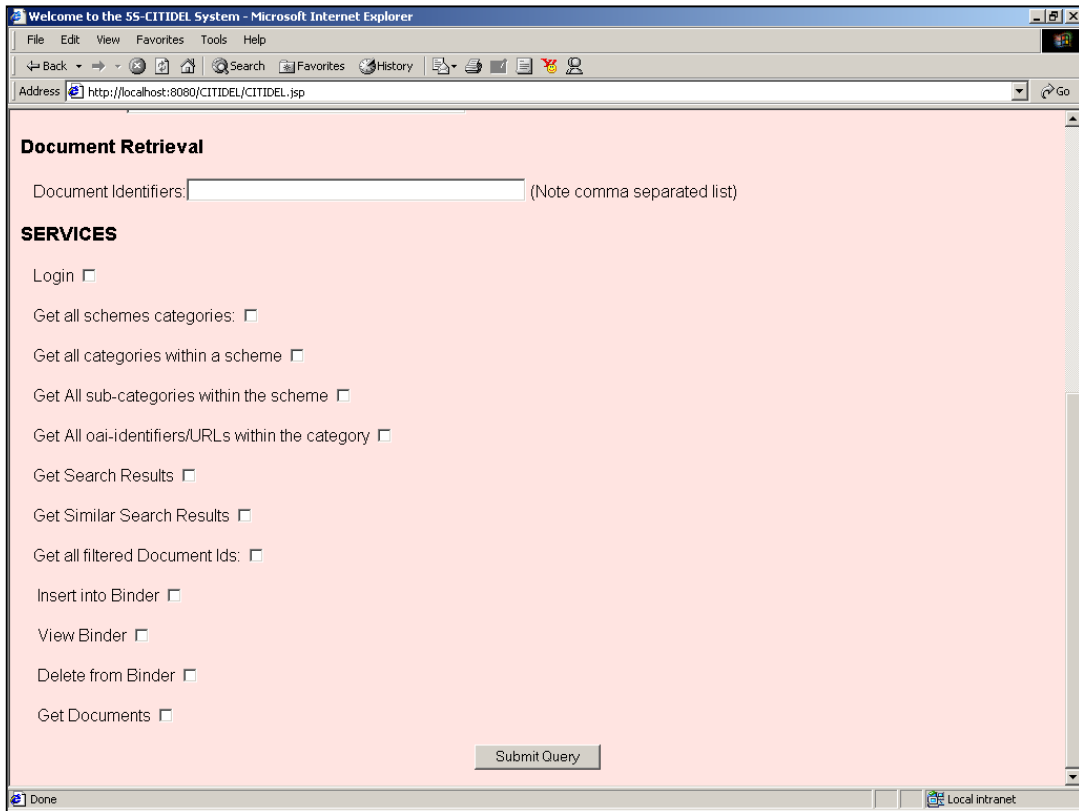 Welcome to the 5S-CITIDEL System - Microsoft Internet Explorer
File Edit View Favorites Tools Help
Back Search Favorites History
Address http://localhost:8080/CITIDEL/CITIDEL.jsp Go
Document Retrieval
Document Identifiers: (Note comma separated list)
SERVICES
Login
Get all schemes categories:
Get all categories within a scheme
Get All sub-categories within the scheme
Get All oai-identifiers/URLs within the category
Get Search Results
Get Similar Search Results
Get all filtered Document Ids:
Insert into Binder
View Binder
Delete from Binder
Get Documents
Submit Query
Done Local intranet